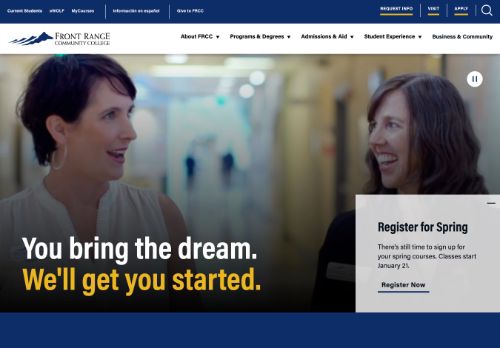 Current Students eWOLF MyCourses Información en español Give to FRCC REQUEST INFO VISIT APPLY
FRONT RANGE
COMMUNITY COLLEGE
About FRCC Programs & Degrees Admissions & Aid Student Experience Business & Community
You bring the dream.
We'll get you started.
Register for Spring
There's still time to sign up for
your spring courses. Classes start
January 21.
Register Now